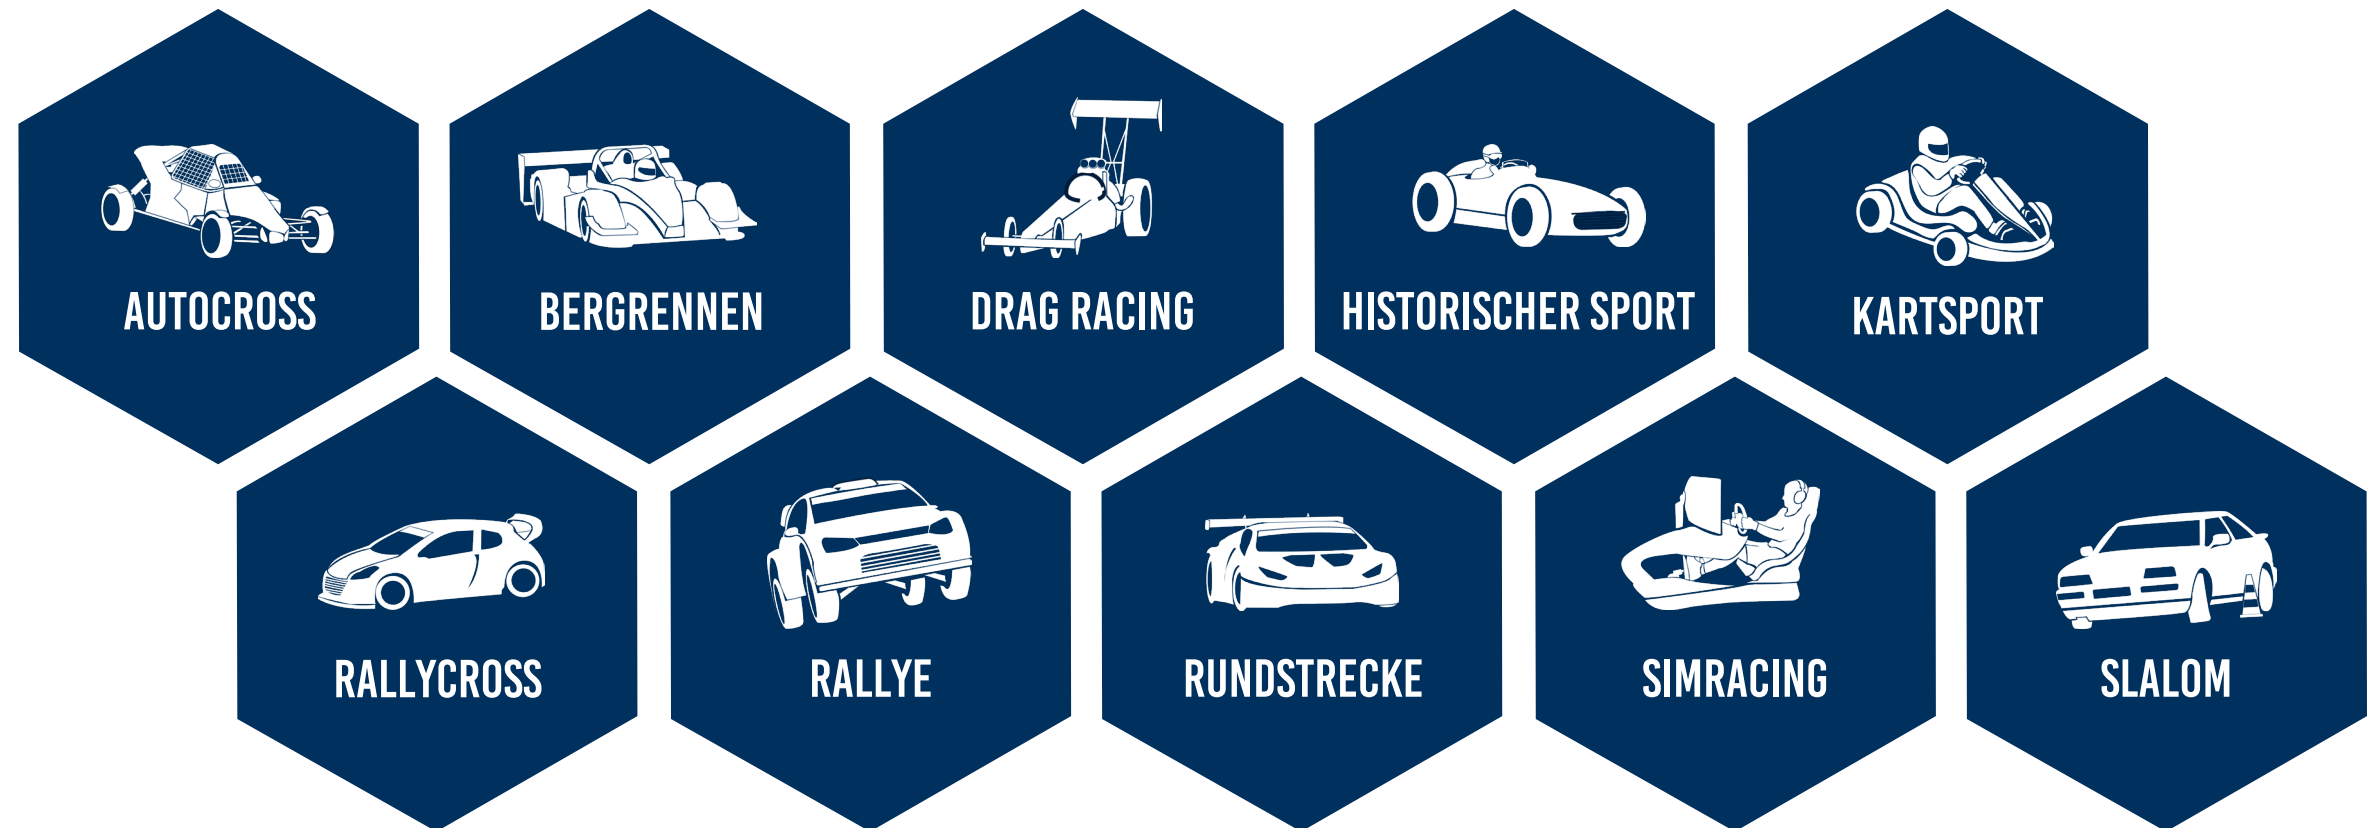 AUTOCROSS
BERGRENNEN
DRAG RACING
HISTORISCHER SPORT
KARTSPORT
RALLYCROSS
RALLYE
RUNDSTRECKE
SIMRACING
SLALOM